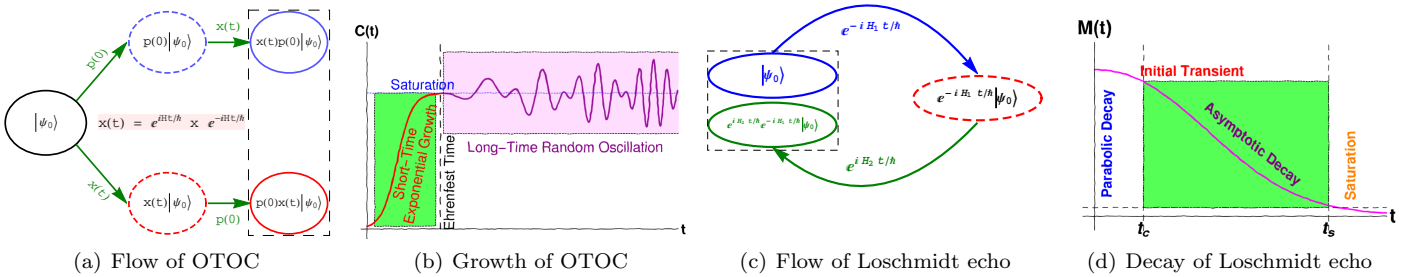 p(0)|ψ₀⟩
x(t)
x(t)p(0)|ψ₀⟩
p(0)
|ψ₀⟩
x(t) = e^{iHt/ℏ} x e^{-iHt/ℏ}
x(t)
x(t)|ψ₀⟩
p(0)
p(0)x(t)|ψ₀⟩
(a) Flow of OTOC
C(t)
Saturation
Short-Time
Exponential Growth
Ehrenfest Time
Long-Time Random Oscillation
t
(b) Growth of OTOC
e^{-i H₁ t/ℏ}
|ψ₀⟩
e^{-i H₁ t/ℏ}|ψ₀⟩
e^{i H₂ t/ℏ} e^{-i H₁ t/ℏ}|ψ₀⟩
e^{i H₂ t/ℏ}
(c) Flow of Loschmidt echo
M(t)
Initial Transient
Parabolic Decay
Asymptotic Decay
Saturation
t_c
t_s
t
(d) Decay of Loschmidt echo